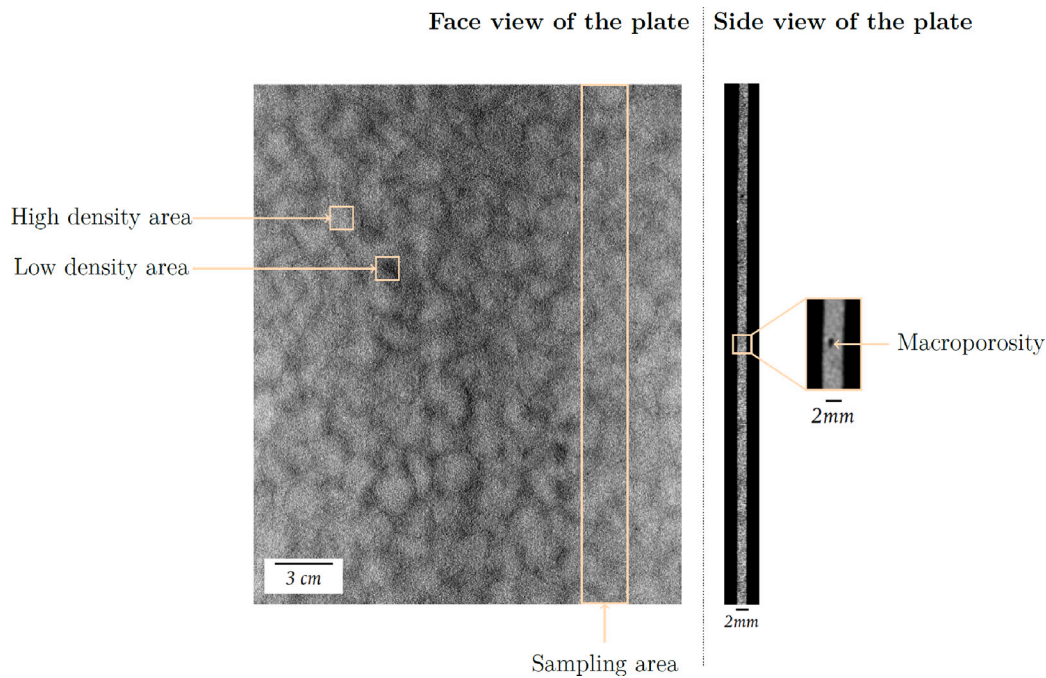 Face view of the plate
Side view of the plate
High density area
Low density area
Macroporosity
2mm
3 cm
2mm
Sampling area